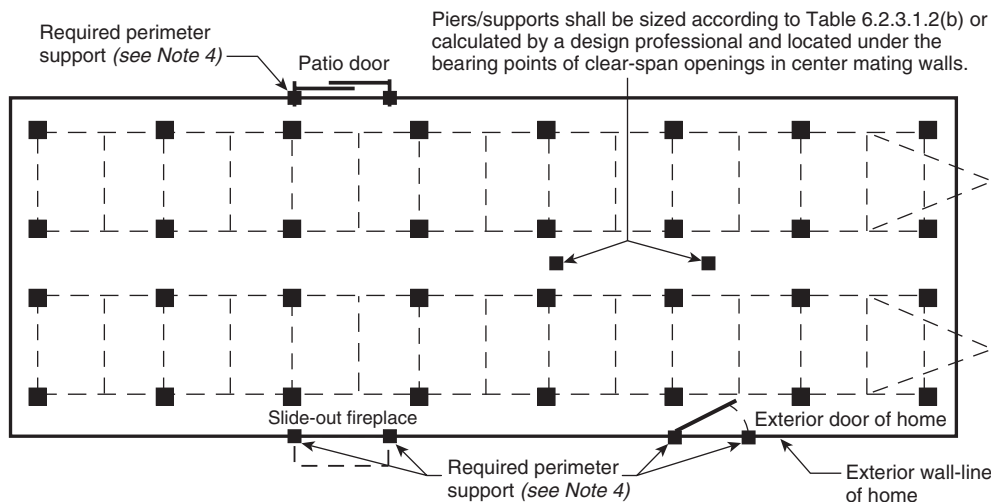 Piers/supports shall be sized according to Table 6.2.3.1.2(b) or
calculated by a design professional and located under the
bearing points of clear-span openings in center mating walls.
Required perimeter
support (see Note 4)
Patio door
Slide-out fireplace
Exterior door of home
Required perimeter
support (see Note 4)
Exterior wall-line
of home